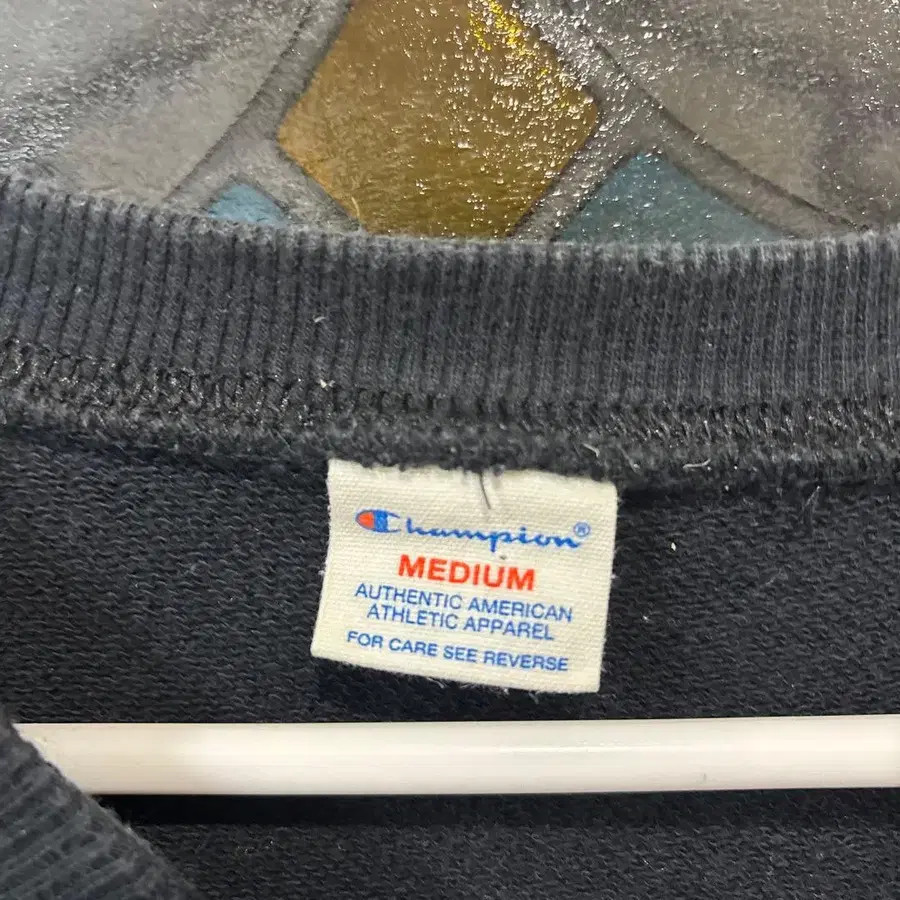 Champion®
MEDIUM
AUTHENTIC AMERICAN
ATHLETIC APPAREL
FOR CARE SEE REVERSE